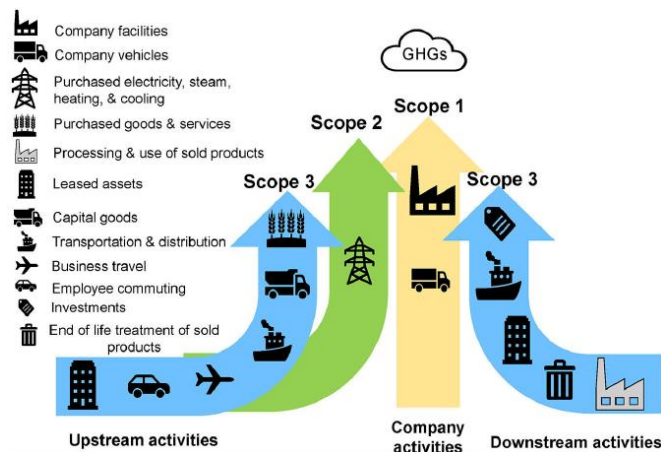 Company facilities
Company vehicles
Purchased electricity, steam,
heating, & cooling
Purchased goods & services
Processing & use of sold products
Leased assets
Capital goods
Transportation & distribution
Business travel
Employee commuting
Investments
End of life treatment of sold
products
GHGs
Scope 1
Scope 2
Scope 3
Scope 3
Upstream activities
Company
activities
Downstream activities